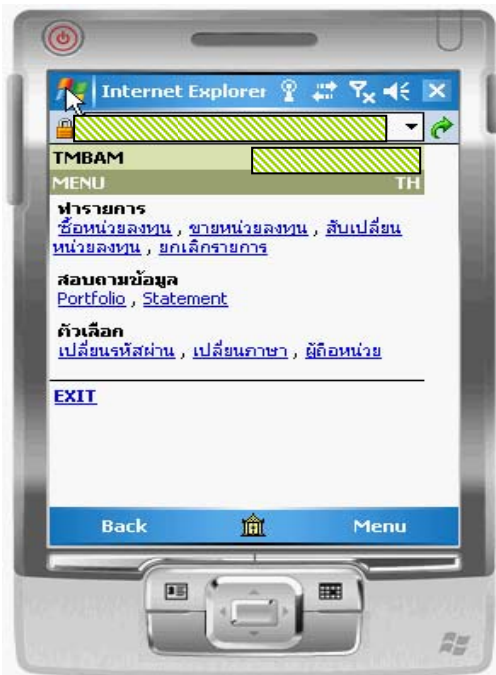 Internet Explorer
TMBAM
MENU TH
ทำรายการ
ซื้อหน่วยลงทุน , ขายหน่วยลงทุน , สับเปลี่ยน
หน่วยลงทุน , ยกเลิกรายการ
สอบถามข้อมูล
Portfolio , Statement
ตัวเลือก
เปลี่ยนรหัสผ่าน , เปลี่ยนภาษา , ผู้ถือหน่วย
EXIT
Back Menu